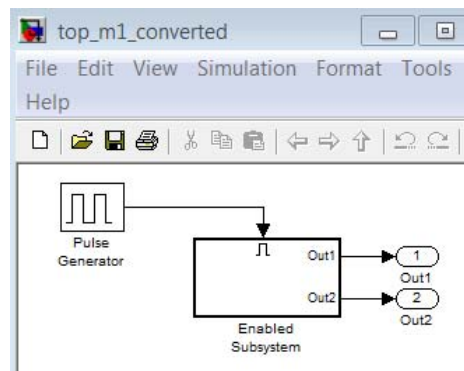 top_m1_converted
File Edit View Simulation Format Tools
Help
Pulse
Generator
Out1
Out2
Enabled
Subsystem
1
Out1
2
Out2